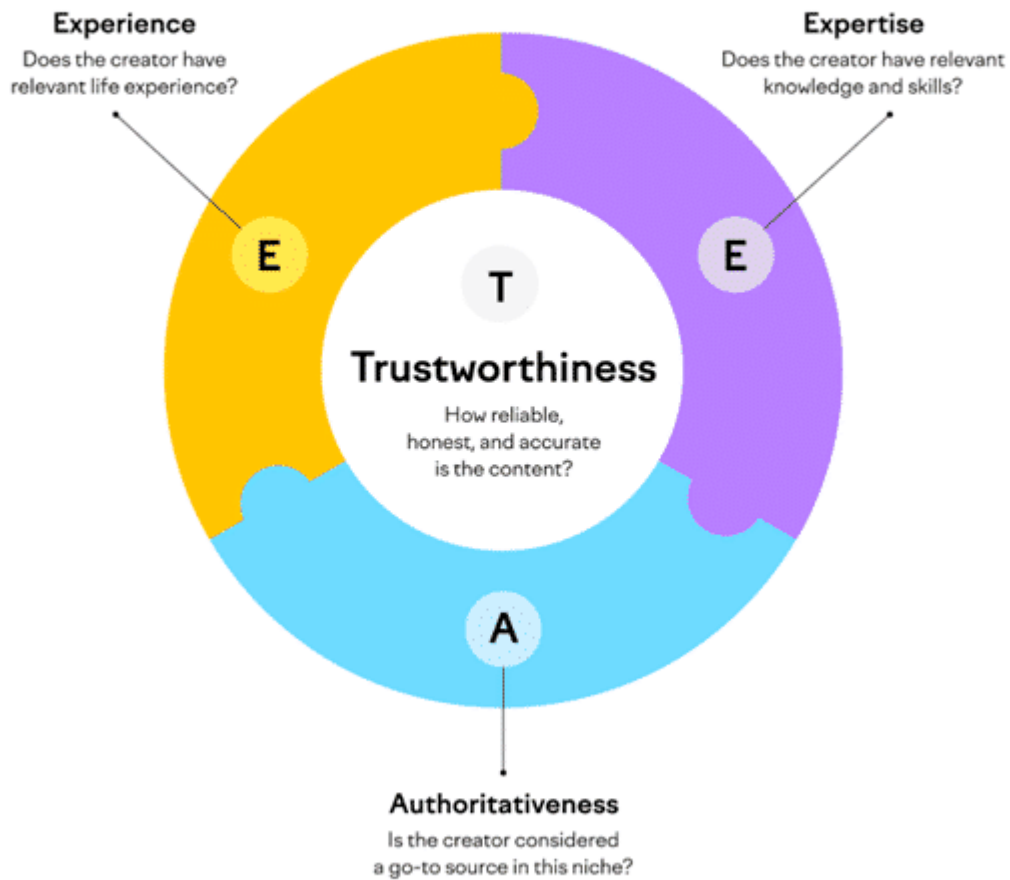 Experience
Does the creator have
relevant life experience?
Expertise
Does the creator have relevant
knowledge and skills?
E
E
T
Trustworthiness
How reliable,
honest, and accurate
is the content?
A
Authoritativeness
Is the creator considered
a go-to source in this niche?